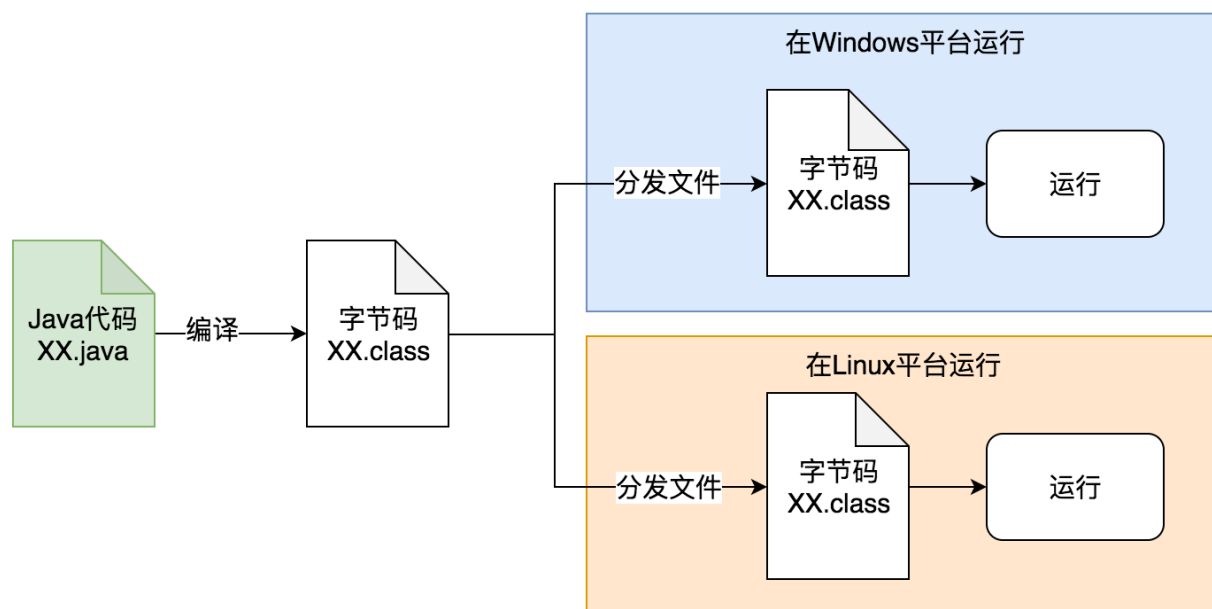 Java代码
XX.java
编译
字节码
XX.class
在Windows平台运行
分发文件
字节码
XX.class
运行
在Linux平台运行
分发文件
字节码
XX.class
运行